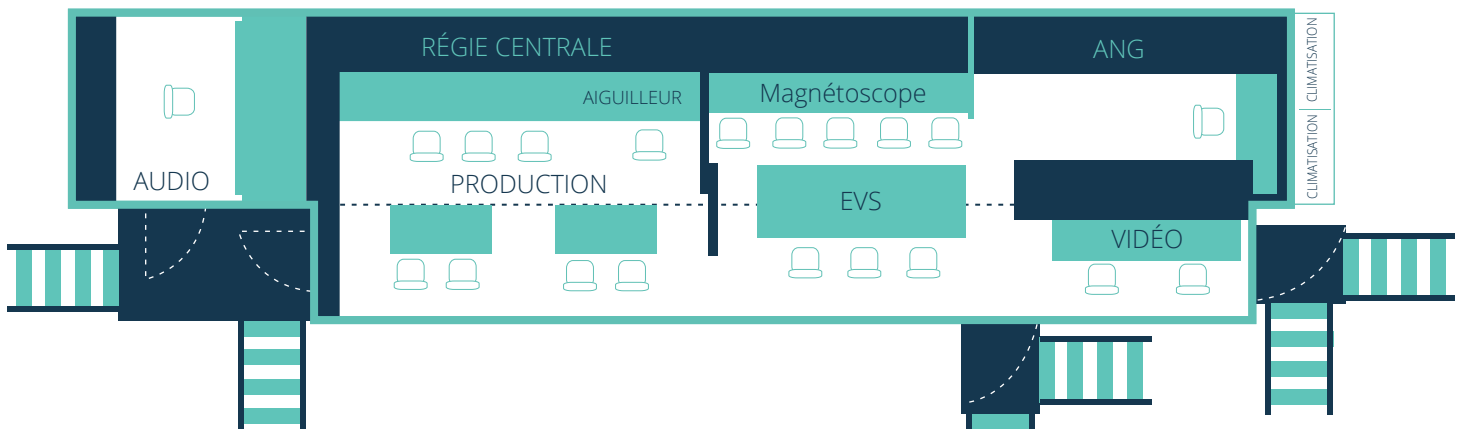 RÉGIE CENTRALE
ANG
CLIMATISATION
CLIMATISATION
AIGUILLEUR
Magnétoscope
AUDIO
PRODUCTION
EVS
VIDÉO